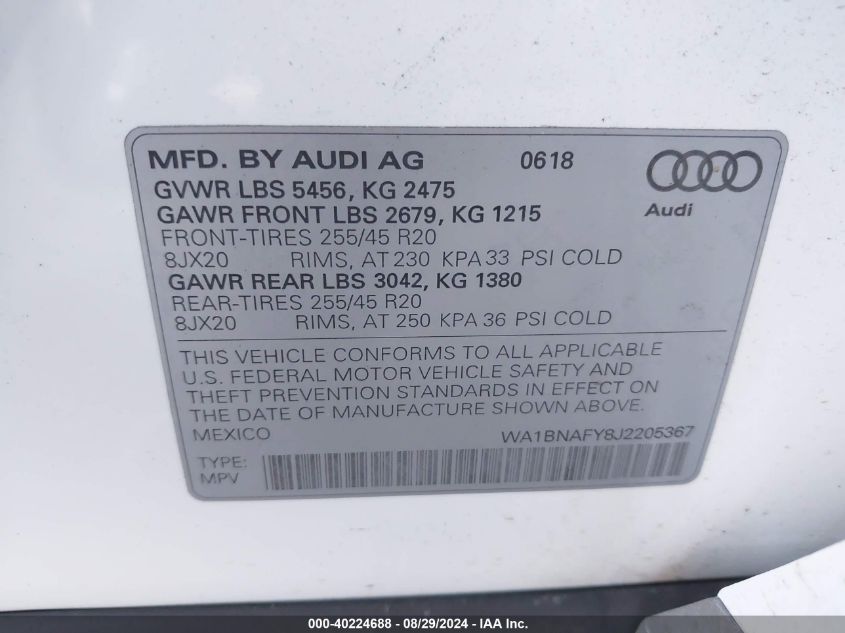 MFD. BY AUDI AG 0618
GVWR LBS 5456, KG 2475
GAWR FRONT LBS 2679, KG 1215
Audi
FRONT-TIRES 255/45 R20
8JX20 RIMS, AT 230 KPA 33 PSI COLD
GAWR REAR LBS 3042, KG 1380
REAR-TIRES 255/45 R20
8JX20 RIMS, AT 250 KPA 36 PSI COLD
THIS VEHICLE CONFORMS TO ALL APPLICABLE
U.S. FEDERAL MOTOR VEHICLE SAFETY AND
THEFT PREVENTION STANDARDS IN EFFECT ON
THE DATE OF MANUFACTURE SHOWN ABOVE.
MEXICO WA1BNAFY8J2205367
TYPE:
MPV
000-40224688 - 08/29/2024 - IAA Inc.